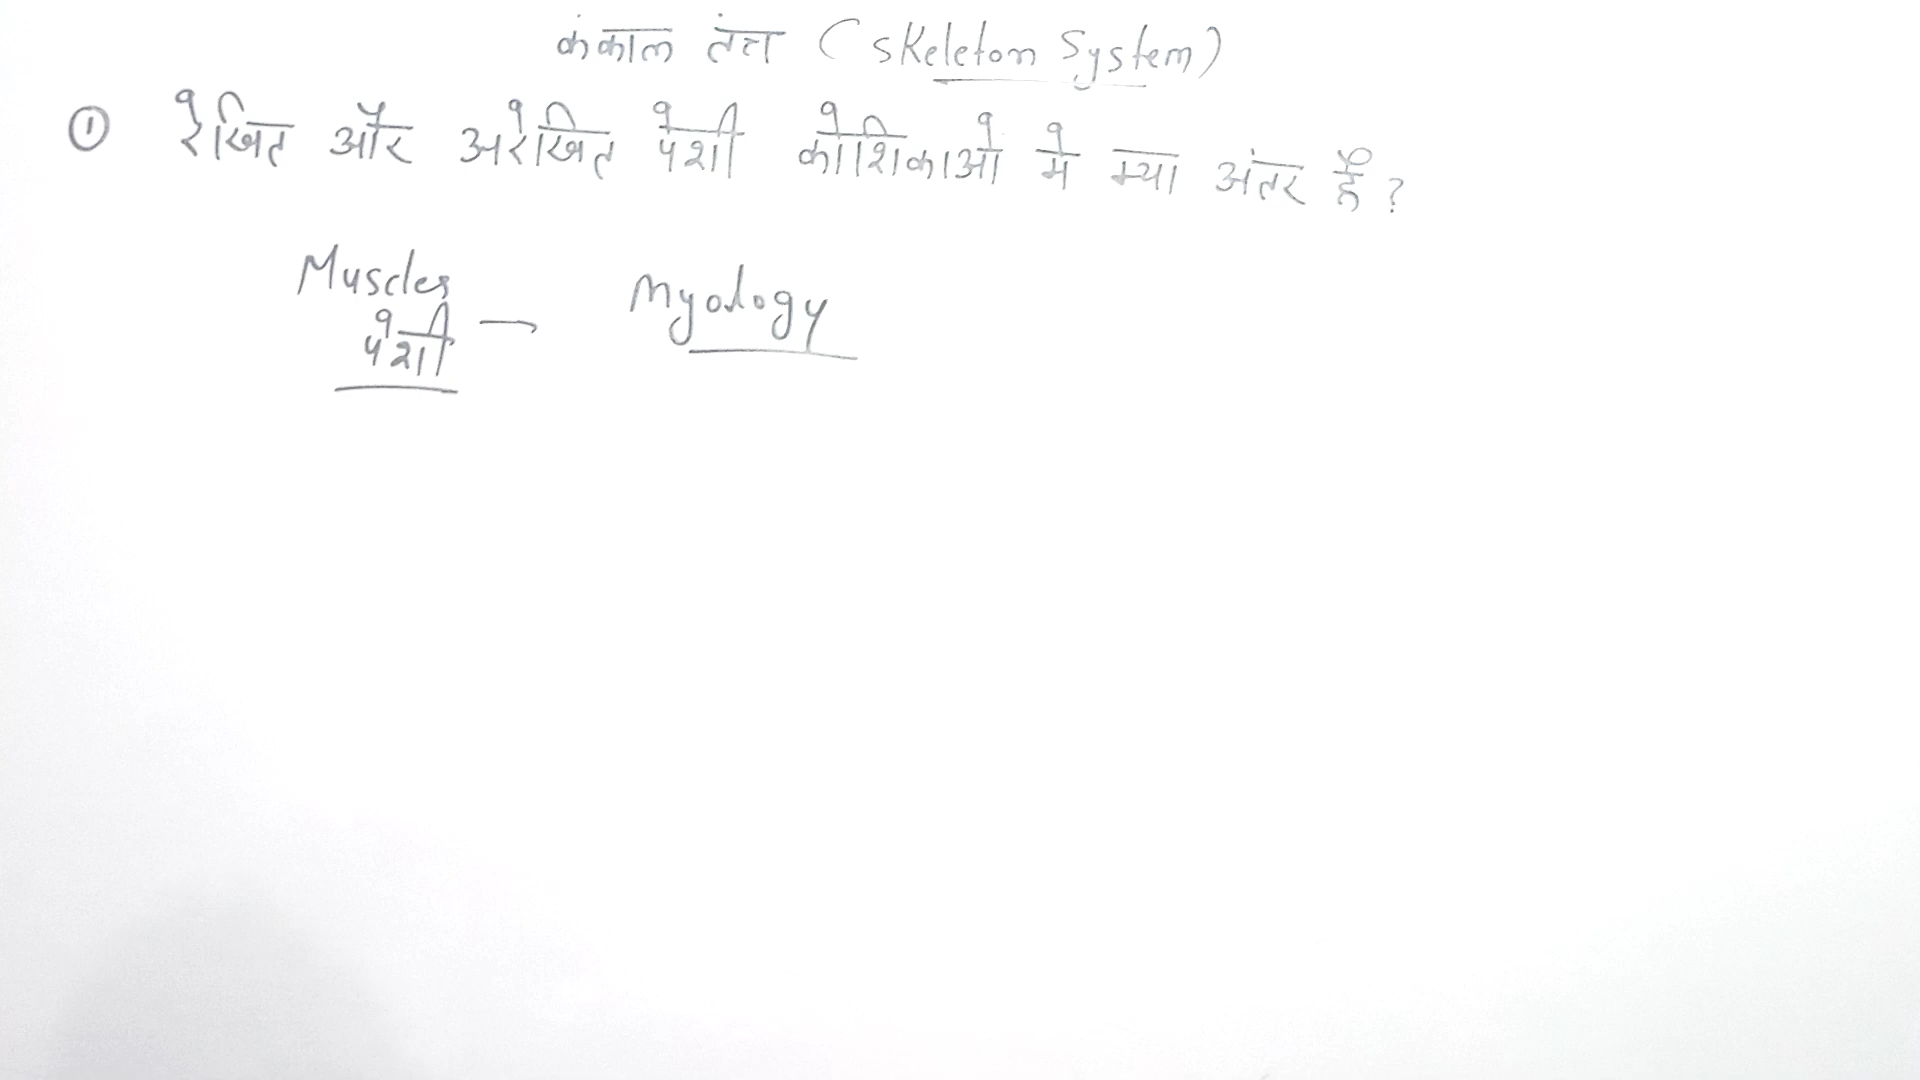 कंकाल तंत्र (Skeleton System)
① रेखित और अरेखित पेशी कोशिकाओ मे क्या अंतर है?
Muscles
पेशी → Myology